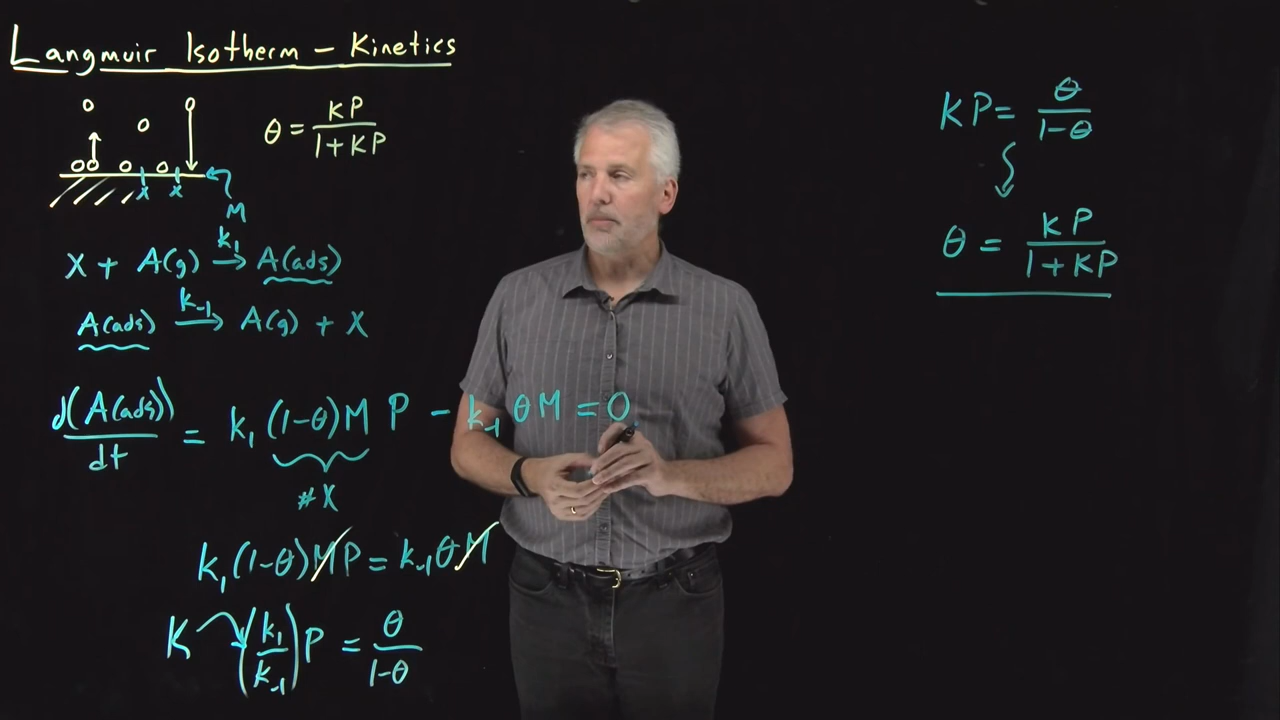 Langmuir Isotherm - Kinetics
θ = KP / 1+KP
x x
M
X + A(g) →k₁ A(ads)
A(ads) →k₋₁ A(g) + X
d(A(ads))/dt = k₁(1-θ)M P - k₋₁ θM = 0
#X
k₁(1-θ)MP = k₋₁θM
K (k₁/k₋₁)P = θ/1-θ
KP = θ/1-θ
θ = KP / 1+KP